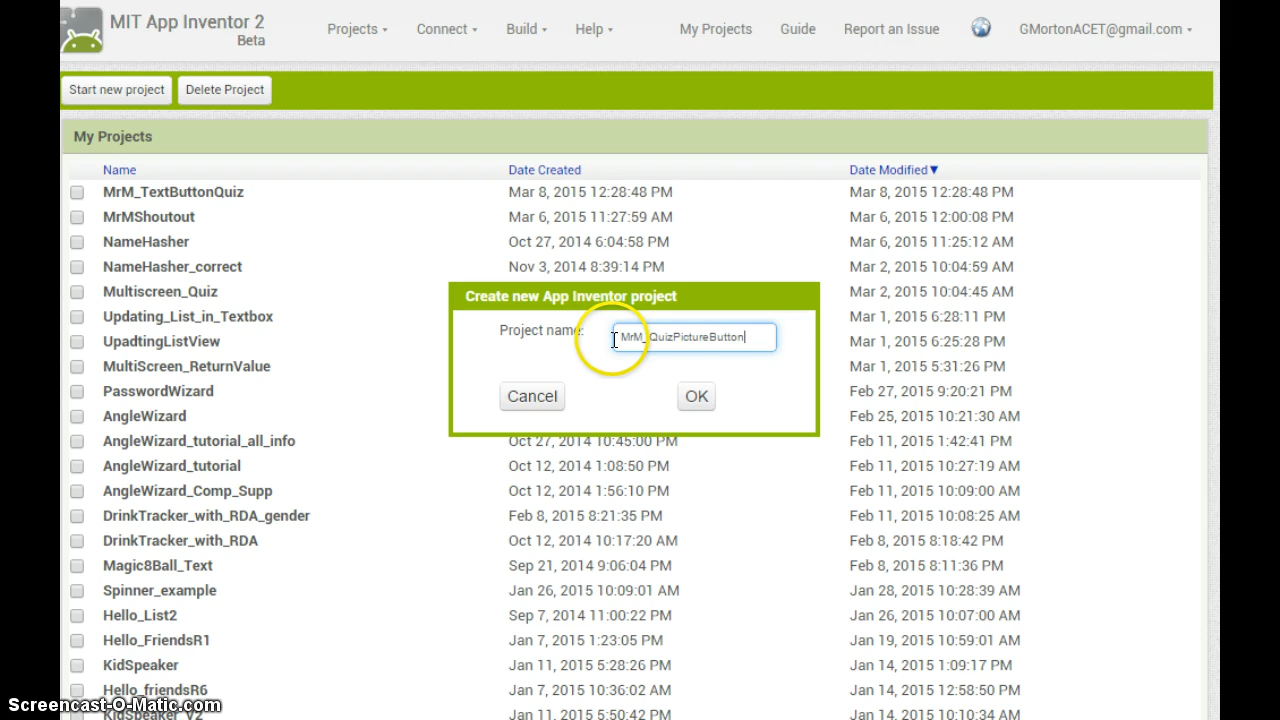 MIT App Inventor 2
Beta
Projects Connect Build Help My Projects Guide Report an Issue GMortonACET@gmail.com
Start new project Delete Project
My Projects
Name Date Created Date Modified
MrM_TextButtonQuiz Mar 8, 2015 12:28:48 PM Mar 8, 2015 12:28:48 PM
MrMShoutout Mar 6, 2015 11:27:59 AM Mar 6, 2015 12:00:08 PM
NameHasher Oct 27, 2014 6:04:58 PM Mar 6, 2015 11:25:12 AM
NameHasher_correct Nov 3, 2014 8:39:14 PM Mar 2, 2015 10:04:59 AM
Multiscreen_Quiz Mar 2, 2015 10:04:45 AM
Updating_List_in_Textbox Mar 1, 2015 6:28:11 PM
UpadtingListView Mar 1, 2015 6:25:28 PM
MultiScreen_ReturnValue Mar 1, 2015 5:31:26 PM
PasswordWizard Feb 27, 2015 9:20:21 PM
AngleWizard Feb 25, 2015 10:21:30 AM
Create new App Inventor project
Project name: MrM_QuizPictureButton
Cancel OK
AngleWizard_tutorial_all_info Oct 27, 2014 10:45:00 PM Feb 11, 2015 1:42:41 PM
AngleWizard_tutorial Oct 12, 2014 1:08:50 PM Feb 11, 2015 10:27:19 AM
AngleWizard_Comp_Supp Oct 12, 2014 1:56:10 PM Feb 11, 2015 10:09:00 AM
DrinkTracker_with_RDA_gender Feb 8, 2015 8:21:35 PM Feb 11, 2015 10:08:25 AM
DrinkTracker_with_RDA Oct 12, 2014 10:17:20 AM Feb 8, 2015 8:18:42 PM
Magic8Ball_Text Sep 21, 2014 9:06:04 PM Feb 8, 2015 8:11:36 PM
Spinner_example Jan 26, 2015 10:09:01 AM Jan 28, 2015 10:28:39 AM
Hello_List2 Sep 7, 2014 11:00:22 PM Jan 26, 2015 10:07:00 AM
Hello_FriendsR1 Jan 7, 2015 1:23:05 PM Jan 19, 2015 10:59:01 AM
KidSpeaker Jan 11, 2015 5:28:26 PM Jan 14, 2015 1:09:17 PM
Hello_friendsR6 Jan 7, 2015 10:36:02 AM Jan 14, 2015 12:58:50 PM
KidSpeaker_V2 Jan 11, 2015 5:50:42 PM Jan 14, 2015 10:10:34 AM
Screencast-O-Matic.com